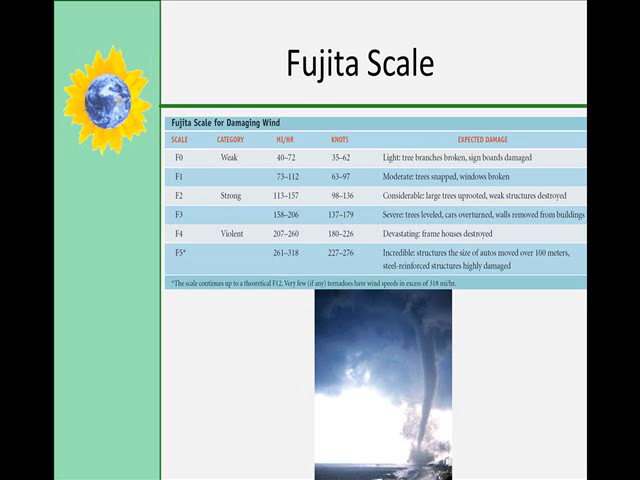 Fujita Scale
Fujita Scale for Damaging Wind
SCALE CATEGORY MI/HR KNOTS EXPECTED DAMAGE
F0 Weak 40–72 35–62 Light: tree branches broken, sign boards damaged
F1 73–112 63–97 Moderate: trees snapped, windows broken
F2 Strong 113–157 98–136 Considerable: large trees uprooted, weak structures destroyed
F3 158–206 137–179 Severe: trees leveled, cars overturned, walls removed from buildings
F4 Violent 207–260 180–226 Devastating: frame houses destroyed
F5* 261–318 227–276 Incredible: structures the size of autos moved over 100 meters,
steel-reinforced structures highly damaged
*The scale continues up to a theoretical F12. Very few (if any) tornadoes have wind speeds in excess of 318 mi/hr.